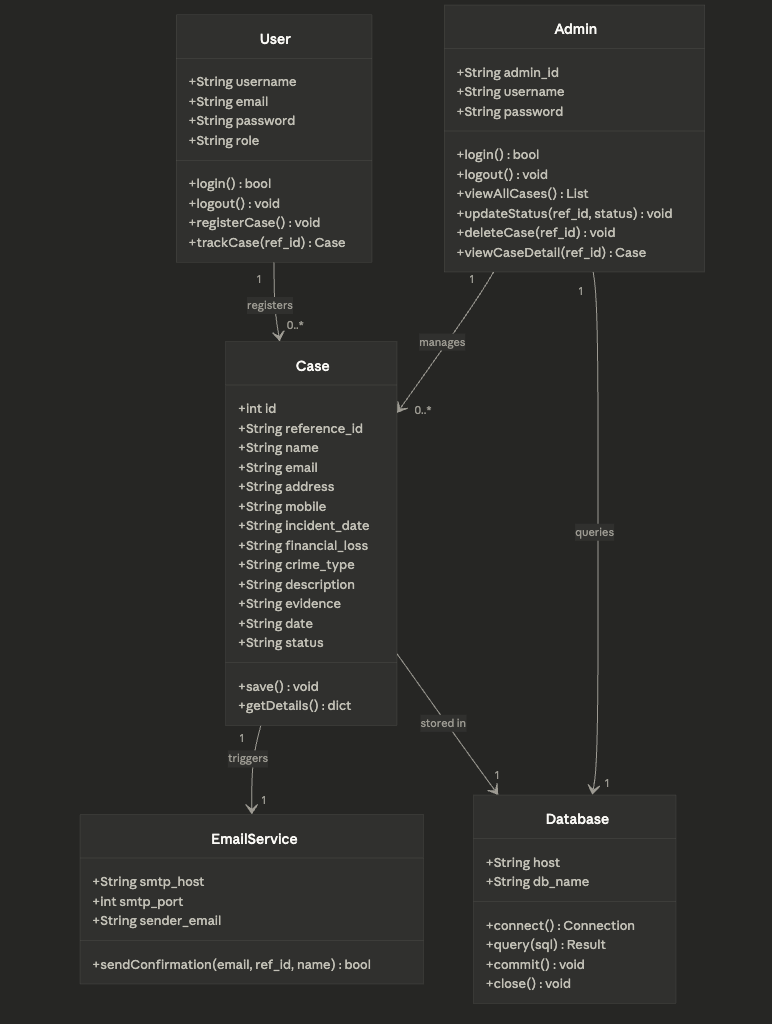 User
+String username
+String email
+String password
+String role
+login() : bool
+logout() : void
+registerCase() : void
+trackCase(ref_id) : Case
Admin
+String admin_id
+String username
+String password
+login() : bool
+logout() : void
+viewAllCases() : List
+updateStatus(ref_id, status) : void
+deleteCase(ref_id) : void
+viewCaseDetail(ref_id) : Case
1
registers
0..*
1
manages
0..*
1
queries
1
Case
+int id
+String reference_id
+String name
+String email
+String address
+String mobile
+String incident_date
+String financial_loss
+String crime_type
+String description
+String evidence
+String date
+String status
+save() : void
+getDetails() : dict
1
triggers
1
stored in
1
EmailService
+String smtp_host
+int smtp_port
+String sender_email
+sendConfirmation(email, ref_id, name) : bool
Database
+String host
+String db_name
+connect() : Connection
+query(sql) : Result
+commit() : void
+close() : void